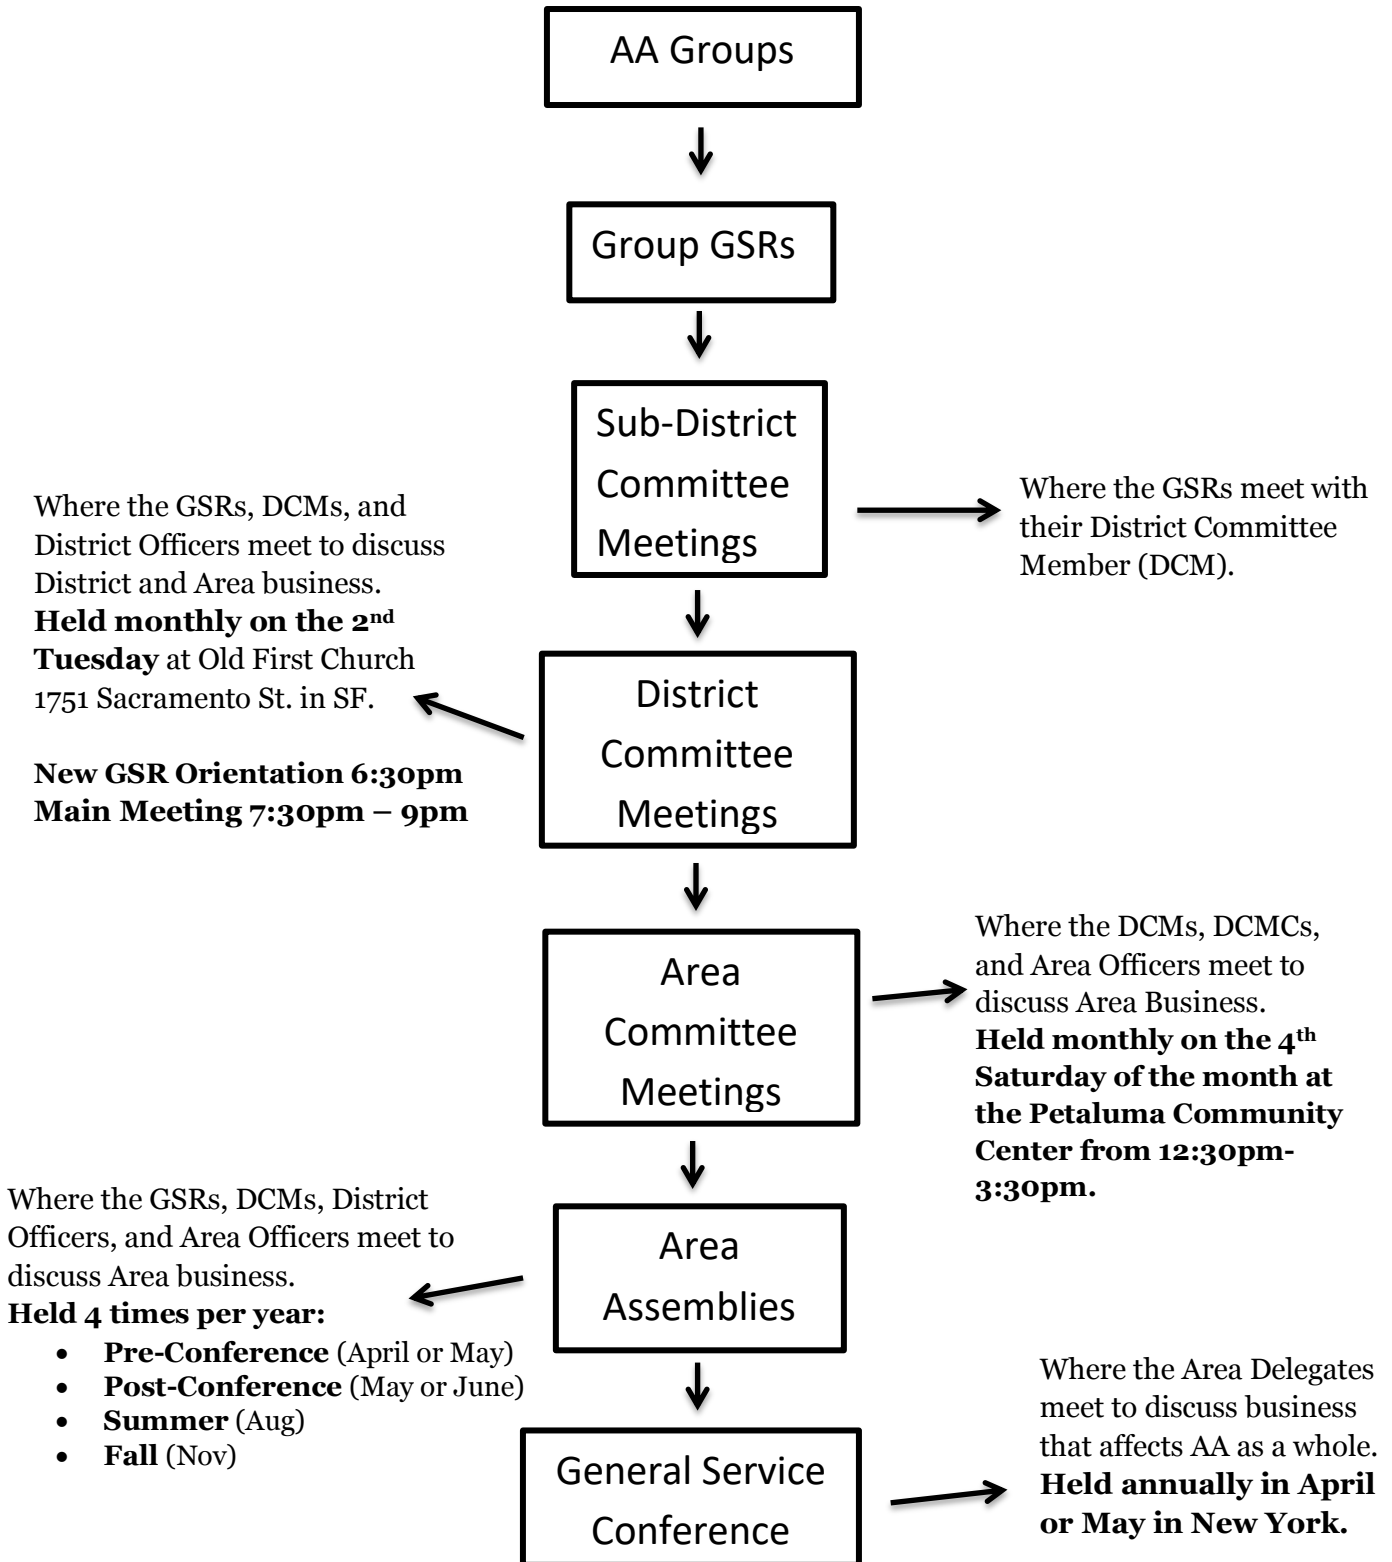 AA Groups
Group GSRs
Sub-District
Committee
Meetings
Where the GSRs meet with
their District Committee
Member (DCM).
Where the GSRs, DCMs, and
District Officers meet to discuss
District and Area business.
Held monthly on the 2nd
Tuesday at Old First Church
1751 Sacramento St. in SF.
New GSR Orientation 6:30pm
Main Meeting 7:30pm – 9pm
District
Committee
Meetings
Area
Committee
Meetings
Where the DCMs, DCMCs,
and Area Officers meet to
discuss Area Business.
Held monthly on the 4th
Saturday of the month at
the Petaluma Community
Center from 12:30pm-
3:30pm.
Where the GSRs, DCMs, District
Officers, and Area Officers meet to
discuss Area business.
Held 4 times per year:
• Pre-Conference (April or May)
• Post-Conference (May or June)
• Summer (Aug)
• Fall (Nov)
Area
Assemblies
General Service
Conference
Where the Area Delegates
meet to discuss business
that affects AA as a whole.
Held annually in April
or May in New York.